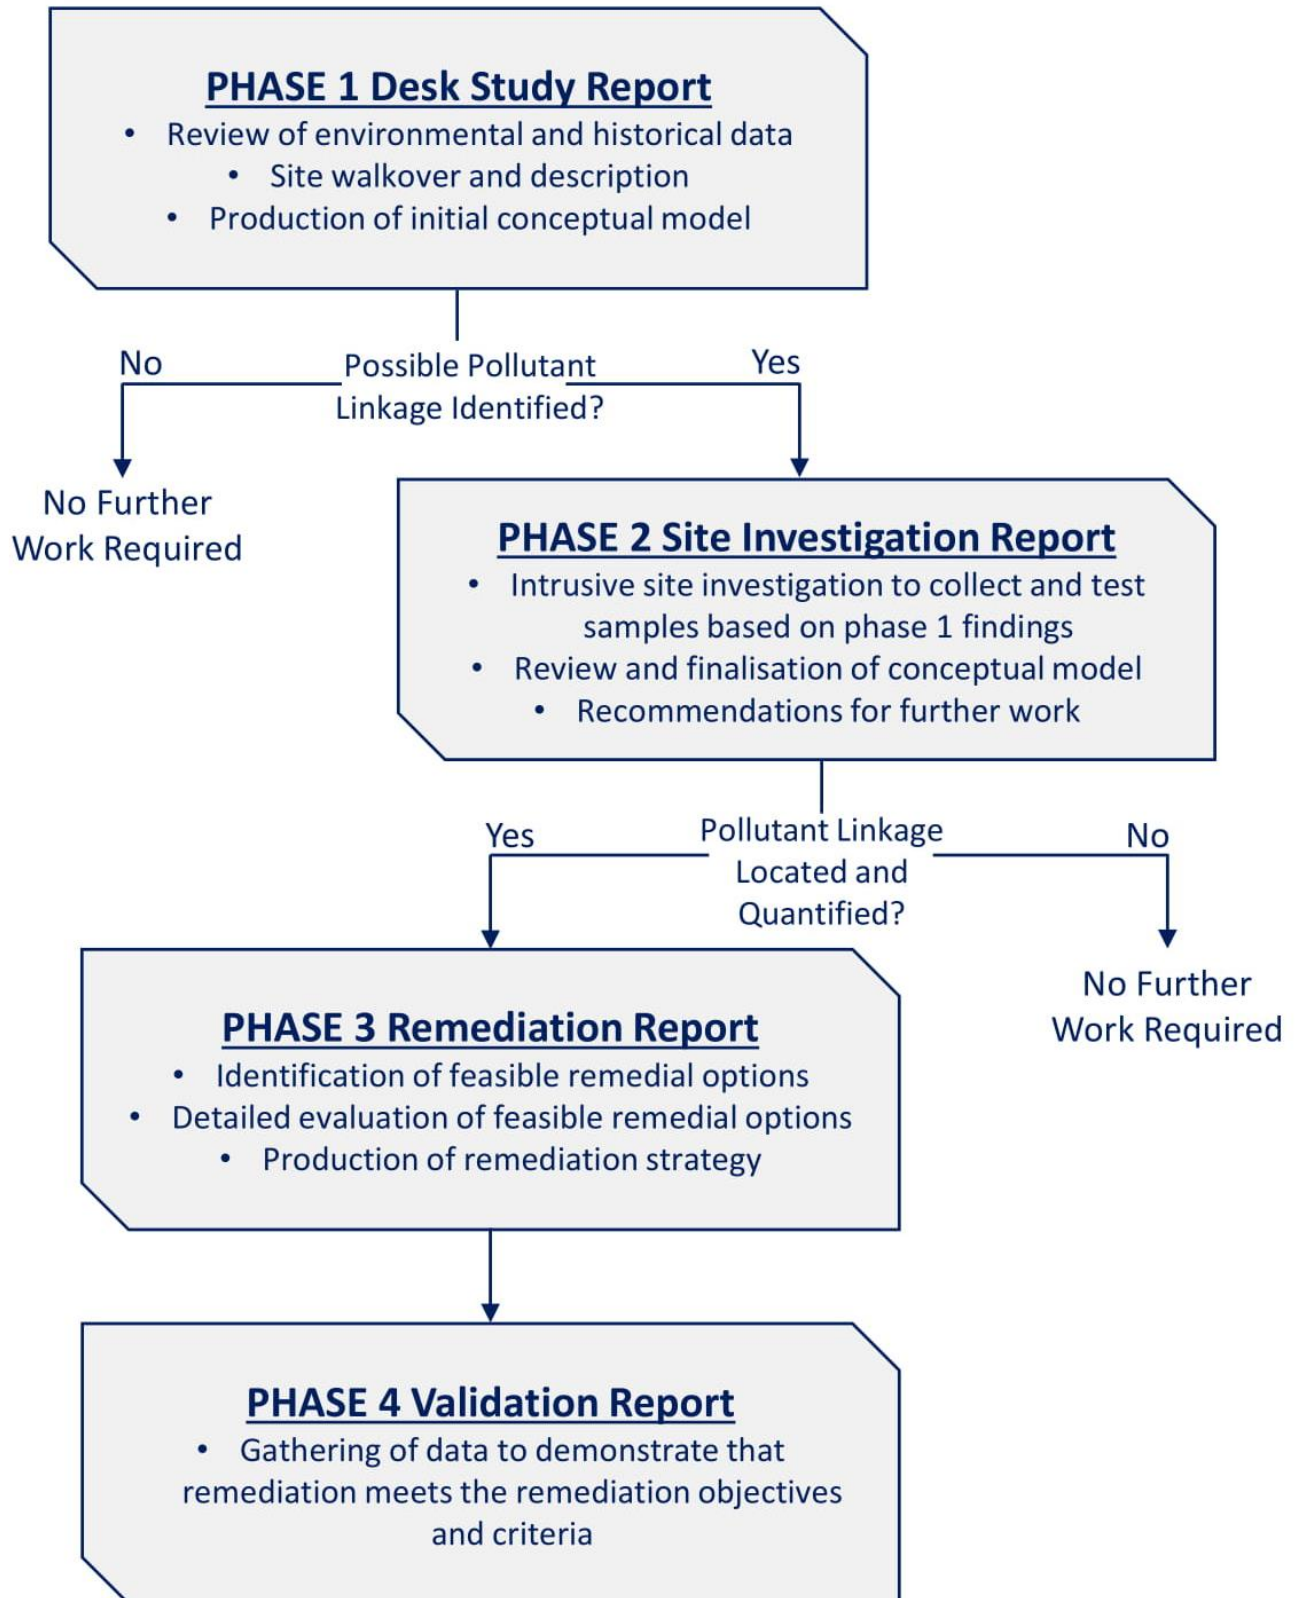 PHASE 1 Desk Study Report
• Review of environmental and historical data
• Site walkover and description
• Production of initial conceptual model
No
Possible Pollutant
Linkage Identified?
Yes
No Further
Work Required
PHASE 2 Site Investigation Report
• Intrusive site investigation to collect and test
samples based on phase 1 findings
• Review and finalisation of conceptual model
• Recommendations for further work
Yes
Pollutant Linkage
Located and
Quantified?
No
No Further
Work Required
PHASE 3 Remediation Report
• Identification of feasible remedial options
• Detailed evaluation of feasible remedial options
• Production of remediation strategy
PHASE 4 Validation Report
• Gathering of data to demonstrate that
remediation meets the remediation objectives
and criteria